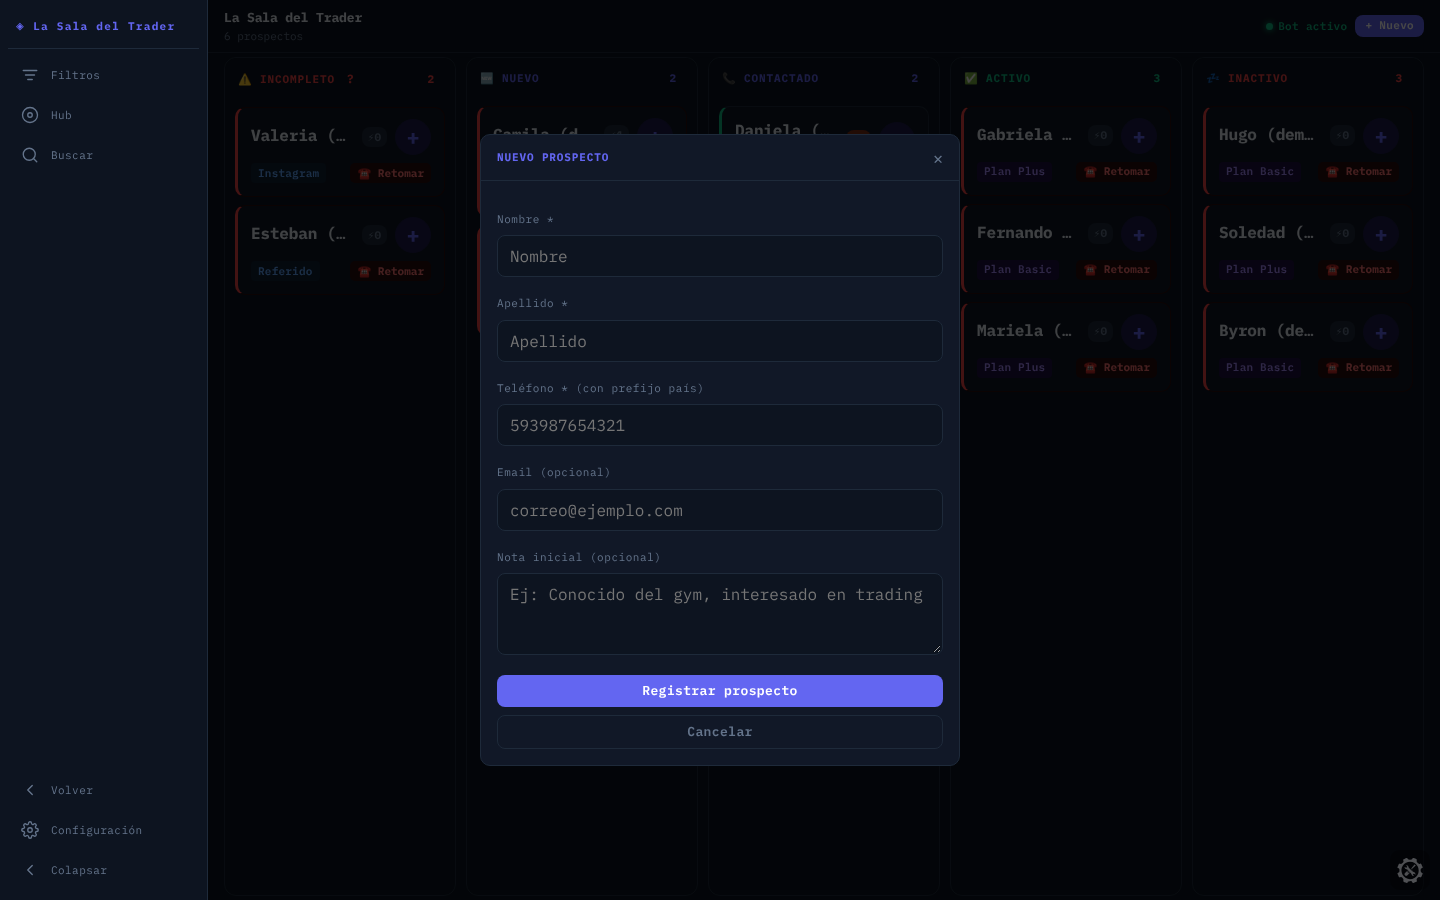 La Sala del Trader
Filtros
Hub
Buscar
Volver
Configuración
Colapsar
La Sala del Trader
6 prospectos
Bot activo
+ Nuevo
INCOMPLETO ? 2
Valeria (…
⚡0
+
Instagram
Retomar
Esteban (…
⚡0
+
Referido
Retomar
NUEVO 2
CONTACTADO 2
Daniela (
ACTIVO 3
Gabriela …
⚡0
+
Plan Plus
Retomar
Fernando …
⚡0
+
Plan Basic
Retomar
Mariela (…
⚡0
+
Plan Plus
Retomar
INACTIVO 3
Hugo (dem…
⚡0
+
Plan Basic
Retomar
Soledad (…
⚡0
+
Plan Plus
Retomar
Byron (de…
⚡0
+
Plan Basic
Retomar
NUEVO PROSPECTO
×
Nombre *
Nombre
Apellido *
Apellido
Teléfono * (con prefijo país)
593987654321
Email (opcional)
correo@ejemplo.com
Nota inicial (opcional)
Ej: Conocido del gym, interesado en trading
Registrar prospecto
Cancelar